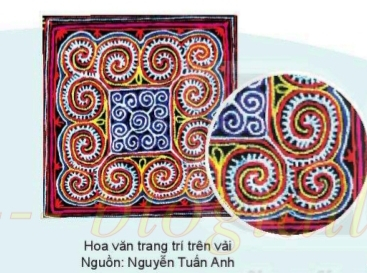 Hoa văn trang trí trên vải
Nguồn: Nguyễn Tuấn Anh